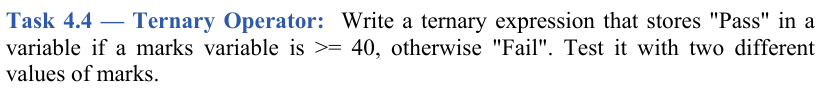 Task 4.4 — Ternary Operator: Write a ternary expression that stores "Pass" in a
variable if a marks variable is >= 40, otherwise "Fail". Test it with two different
values of marks.